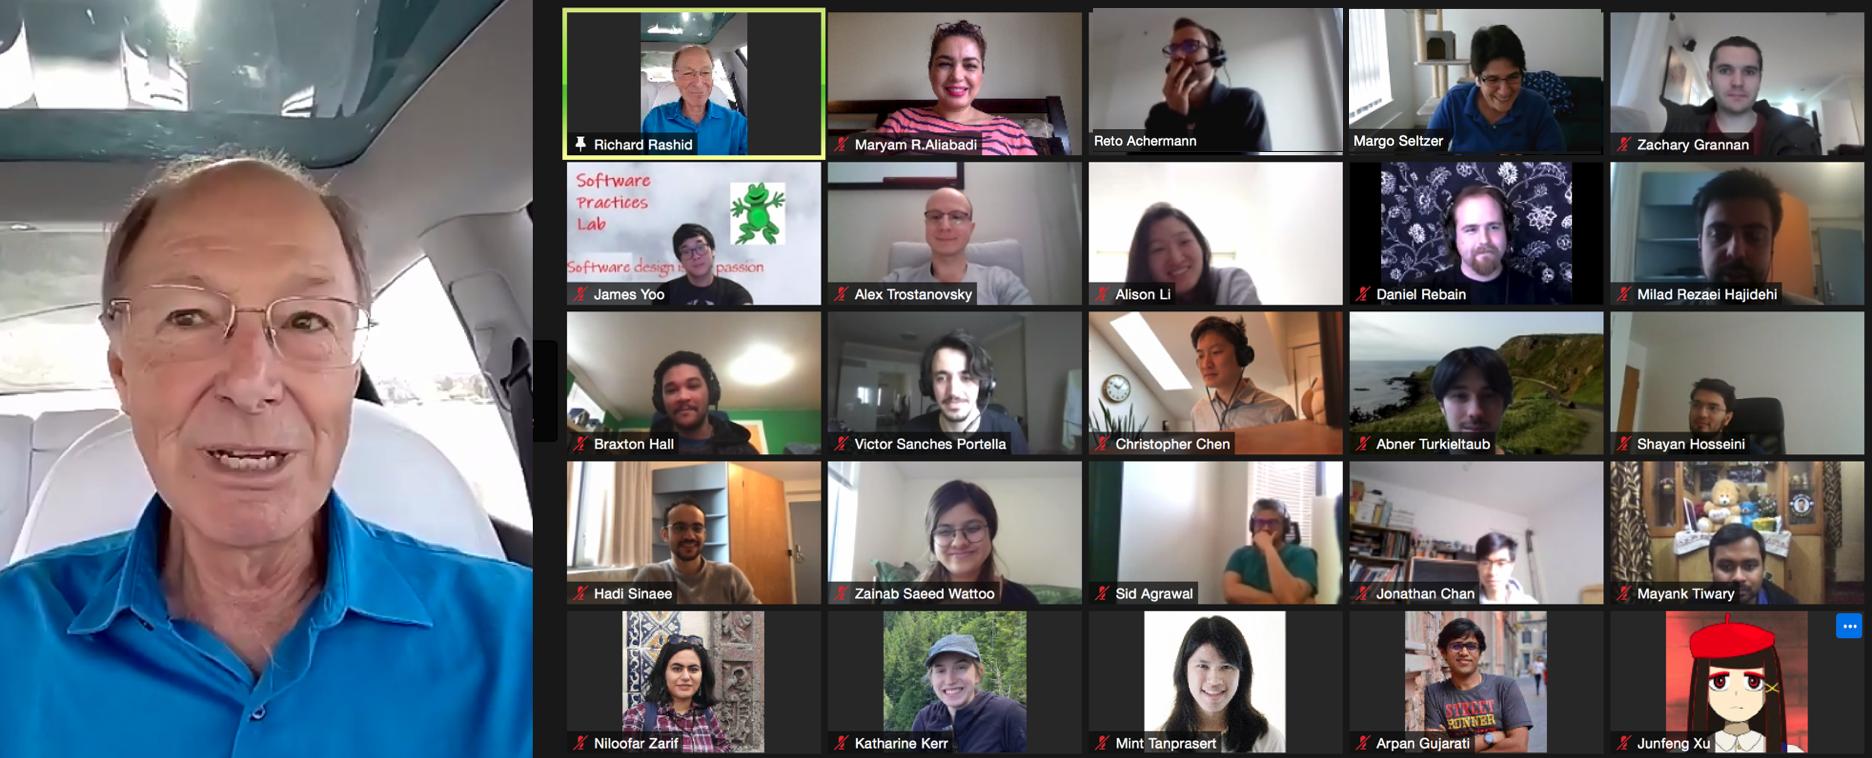 Richard Rashid
Maryam R.Aliabadi
Reto Achermann
Margo Seltzer
Zachary Grannan
Software
Practices
Lab
Software design is passion
James Yoo
Alex Trostanovsky
Alison Li
Daniel Rebain
Milad Rezaei Hajidehi
Braxton Hall
Victor Sanches Portella
Christopher Chen
Abner Turkieltaub
Shayan Hosseini
Hadi Sinaee
Zainab Saeed Wattoo
Sid Agrawal
Jonathan Chan
Mayank Tiwary
Niloofar Zarif
Katharine Kerr
Mint Tanprasert
STREET
RUNNER
Arpan Gujarati
Junfeng Xu